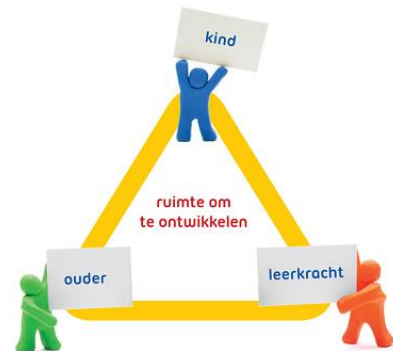 kind
ruimte om
te ontwikkelen
ouder
leerkracht